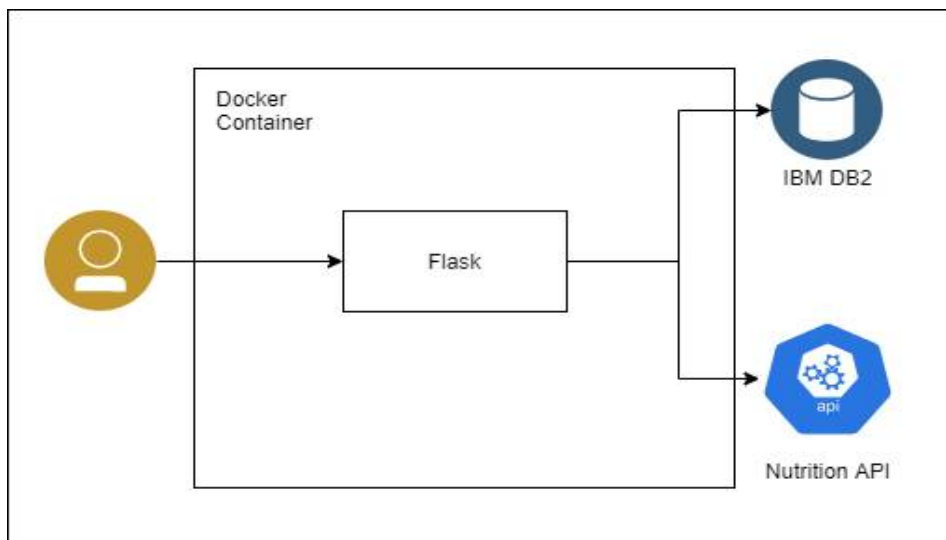 Docker
Container
IBM DB2
Flask
api
Nutrition API